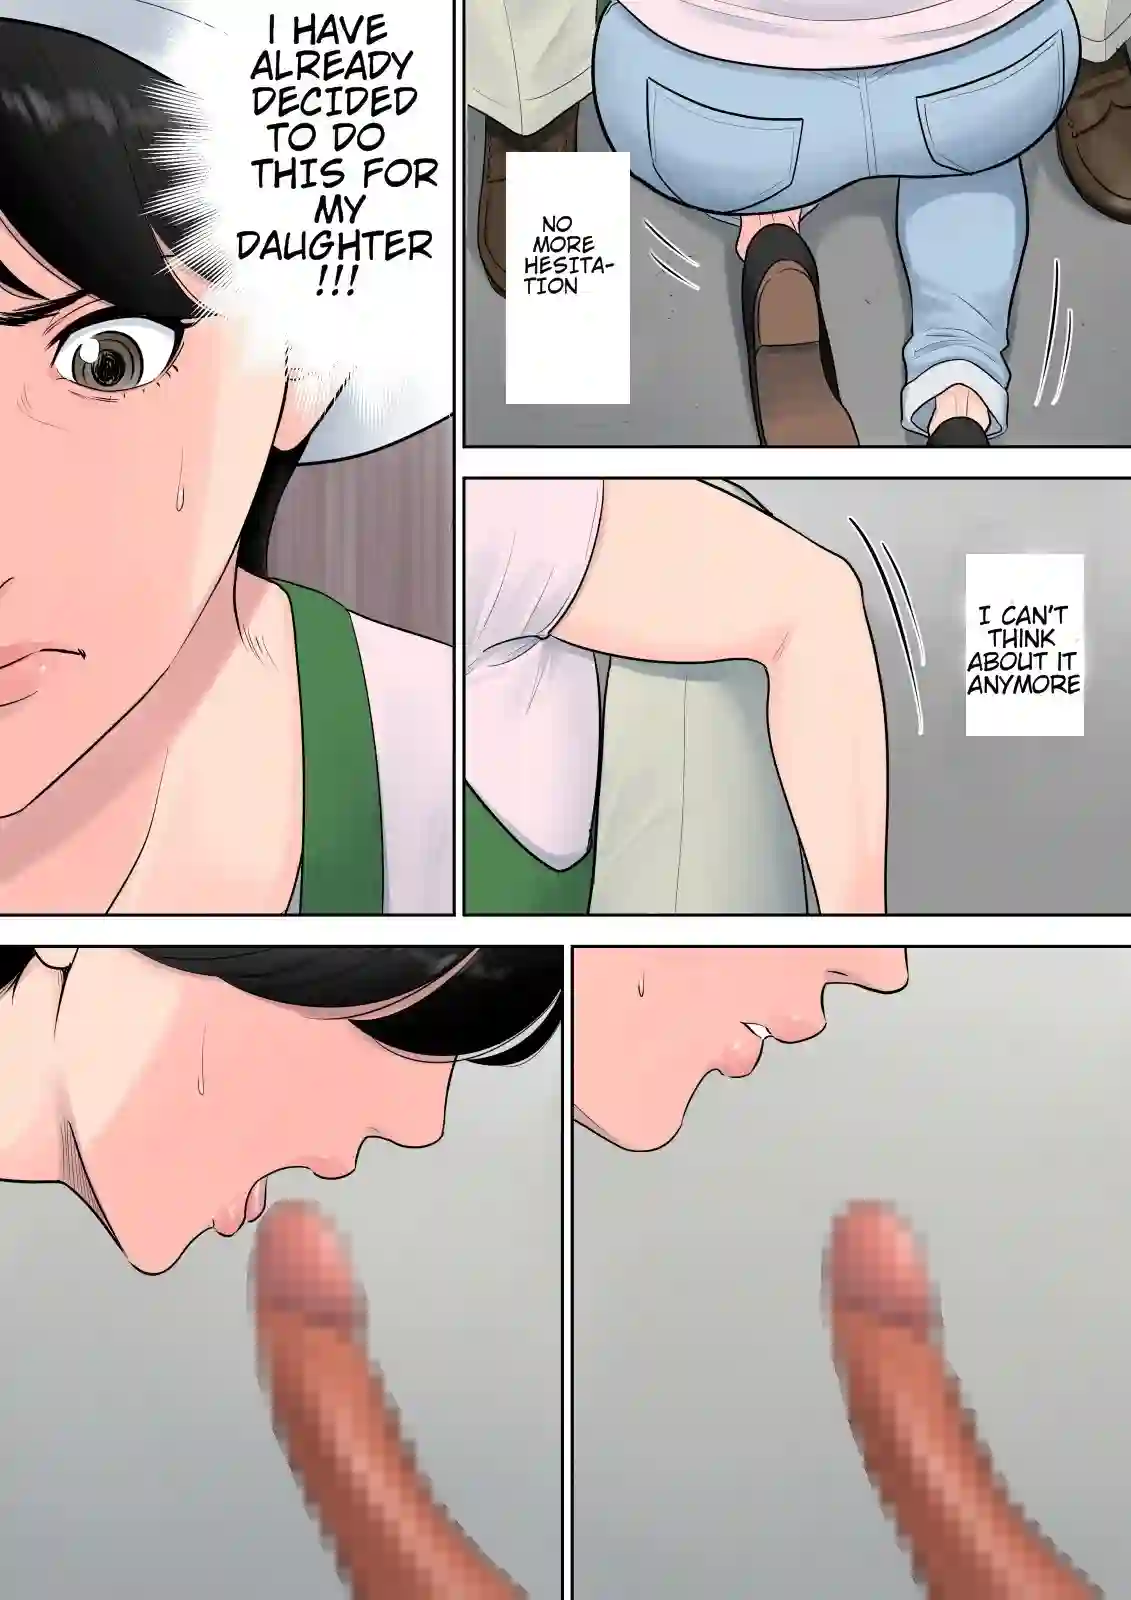 I HAVE
ALREADY
DECIDED
TO DO
THIS FOR
MY
DAUGHTER
!!!
NO
MORE
HESITA-
TION
I CAN'T
THINK
ABOUT IT
ANYMORE